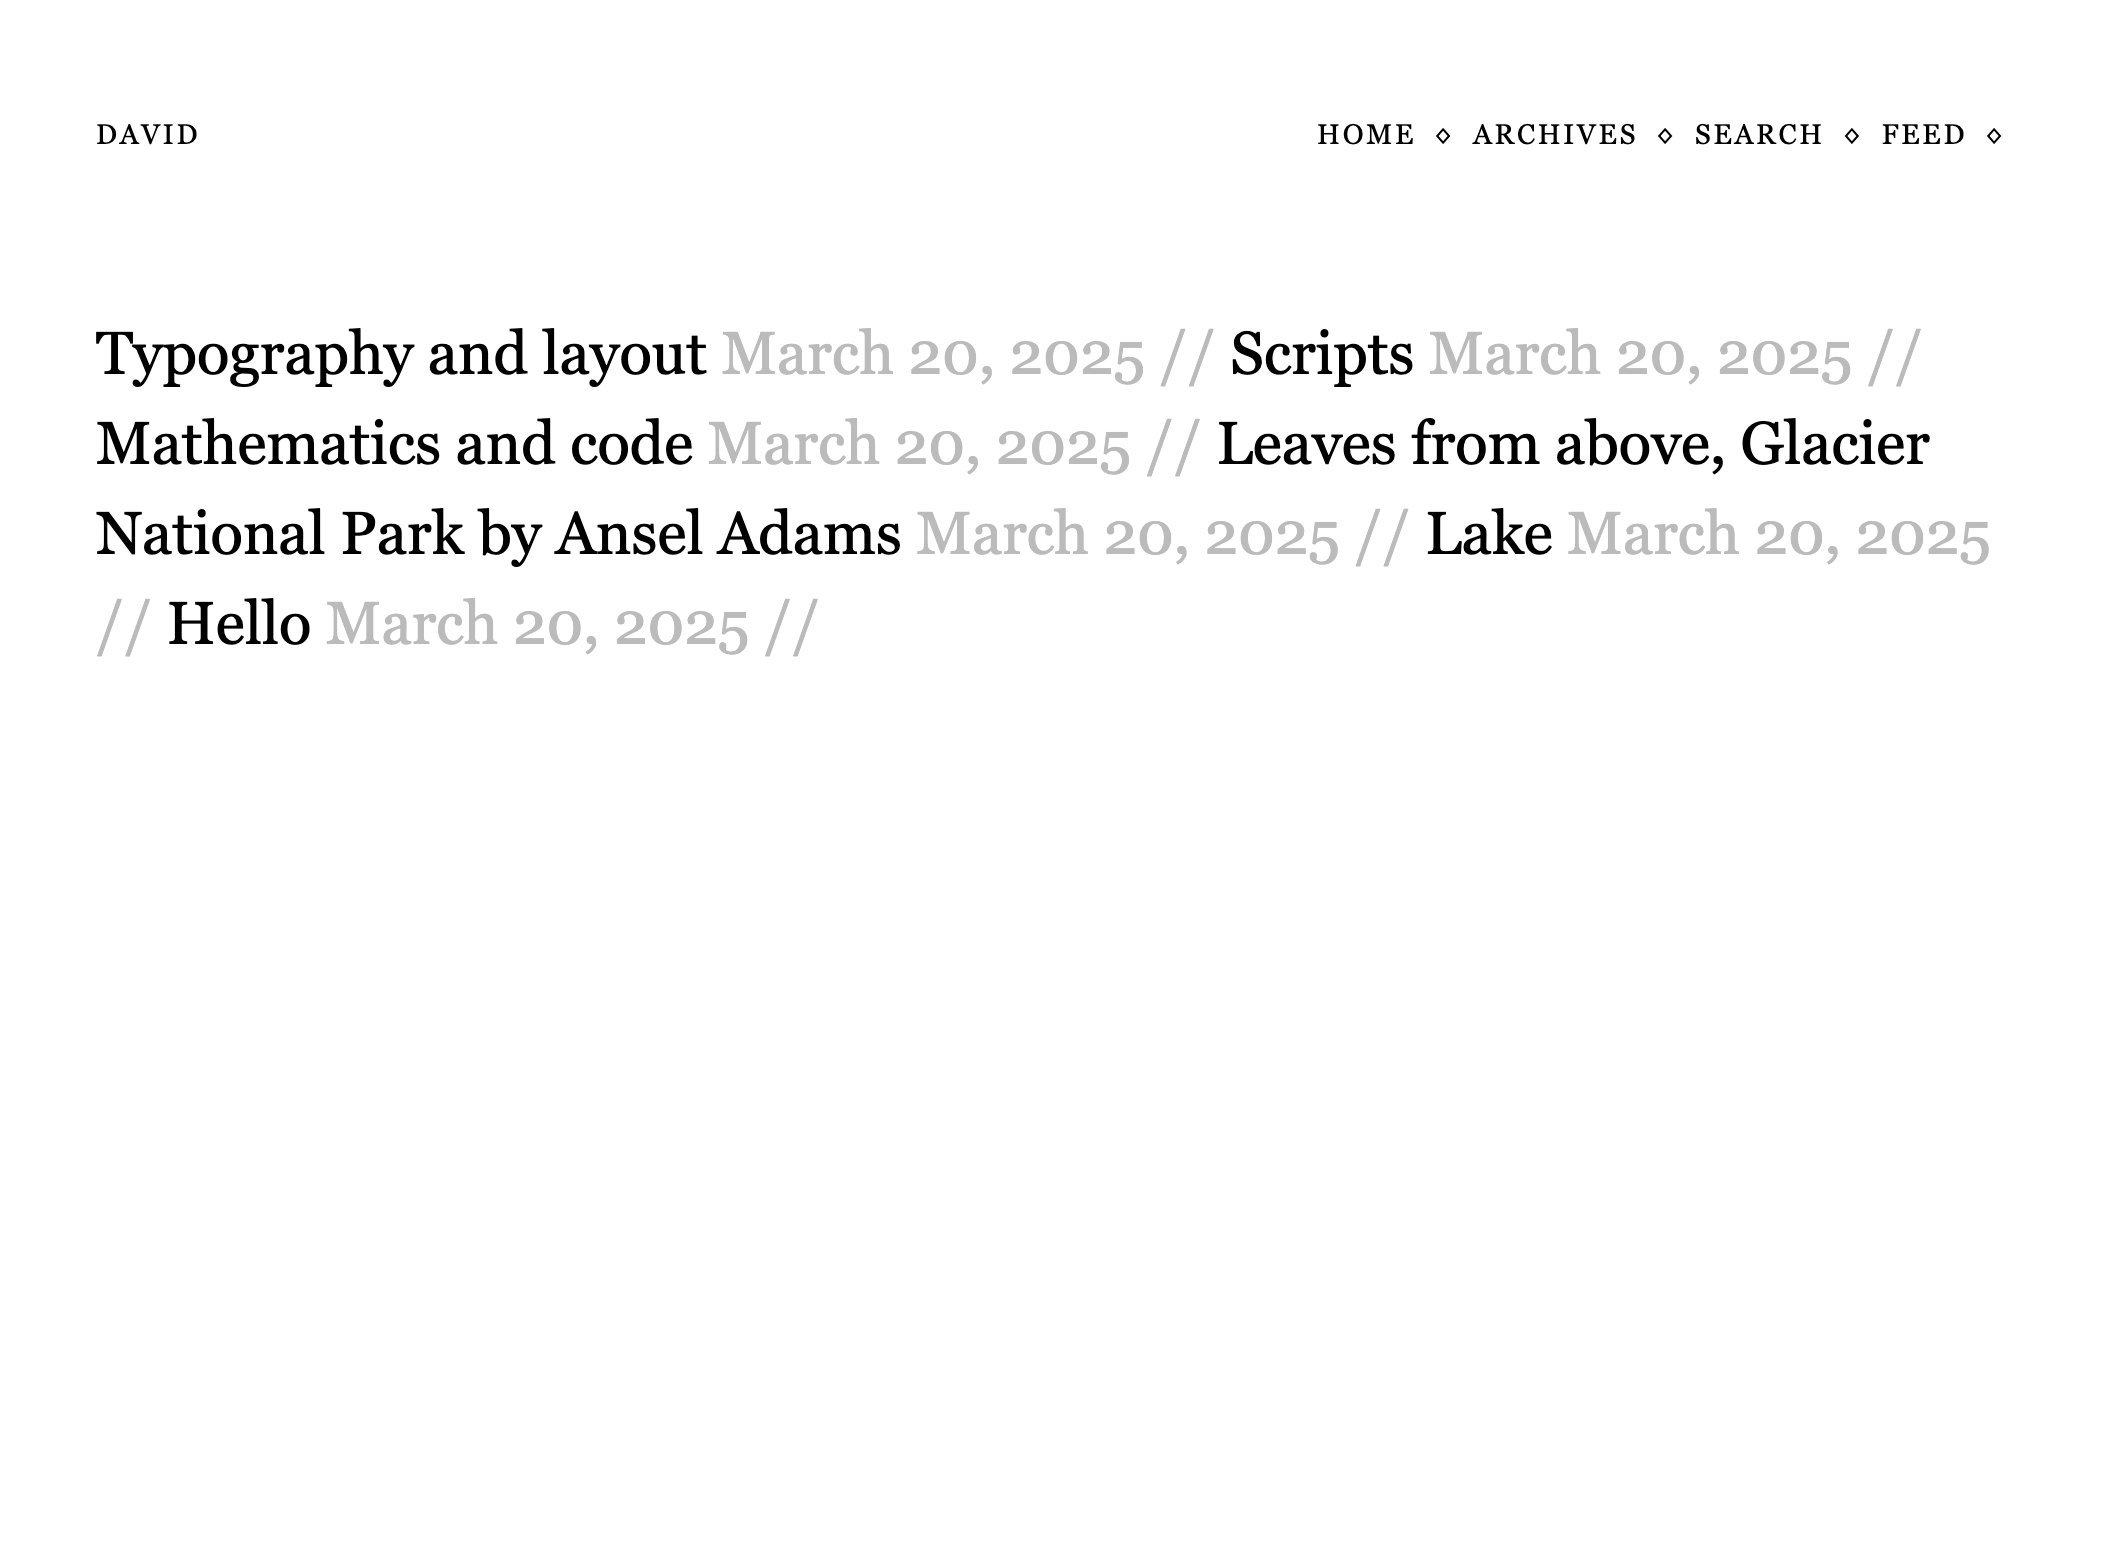 DAVID
HOME ◇ ARCHIVES ◇ SEARCH ◇ FEED ◇
Typography and layout March 20, 2025 // Scripts March 20, 2025 //
Mathematics and code March 20, 2025 // Leaves from above, Glacier
National Park by Ansel Adams March 20, 2025 // Lake March 20, 2025
// Hello March 20, 2025 //